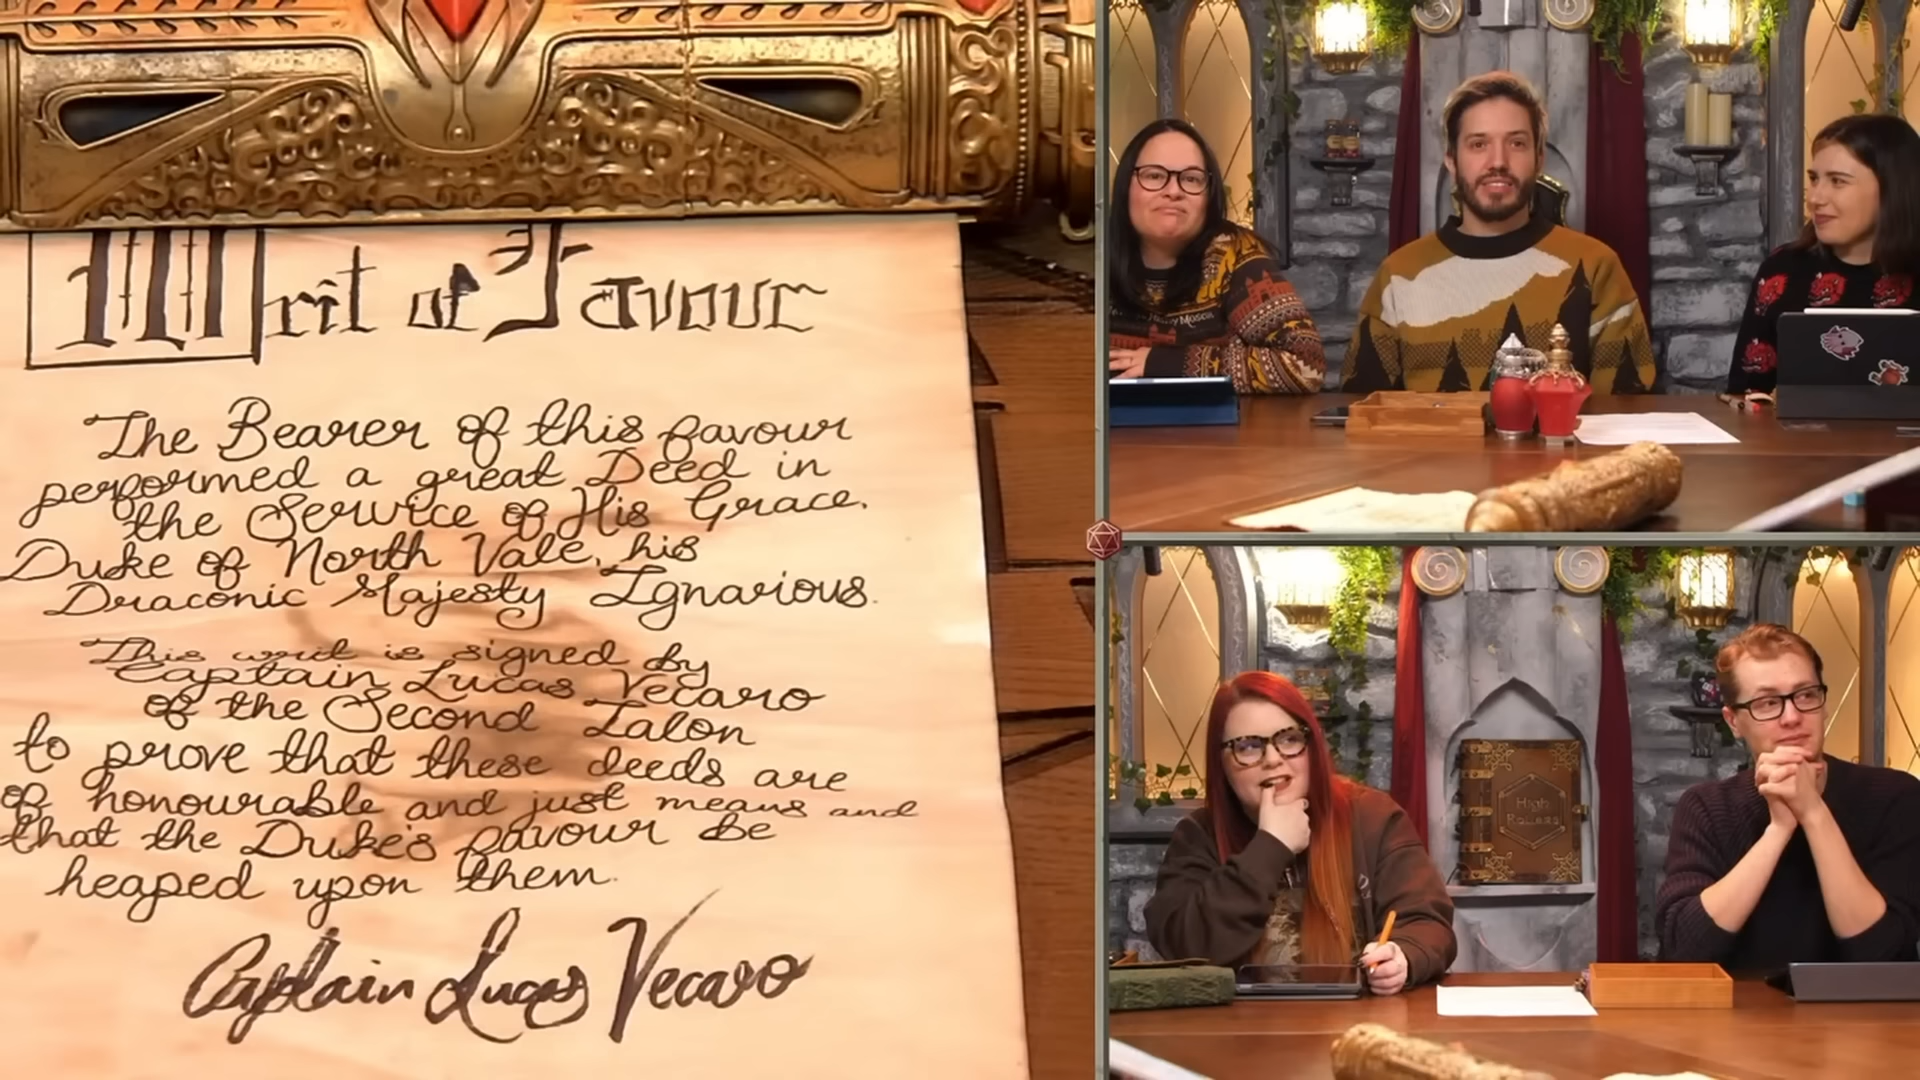 Writ of Favour
The Bearer of this favour
performed a great Deed in
the Service of His Grace,
Duke of North Vale, his
Draconic Majesty Ignarious.
This writ is signed by
Captain Lucas Vecaro
of the Second Talon
to prove that these deeds are
of honourable and just means and
that the Duke's favour be
heaped upon them.
Captain Lucas Vecaro
High
Rollers